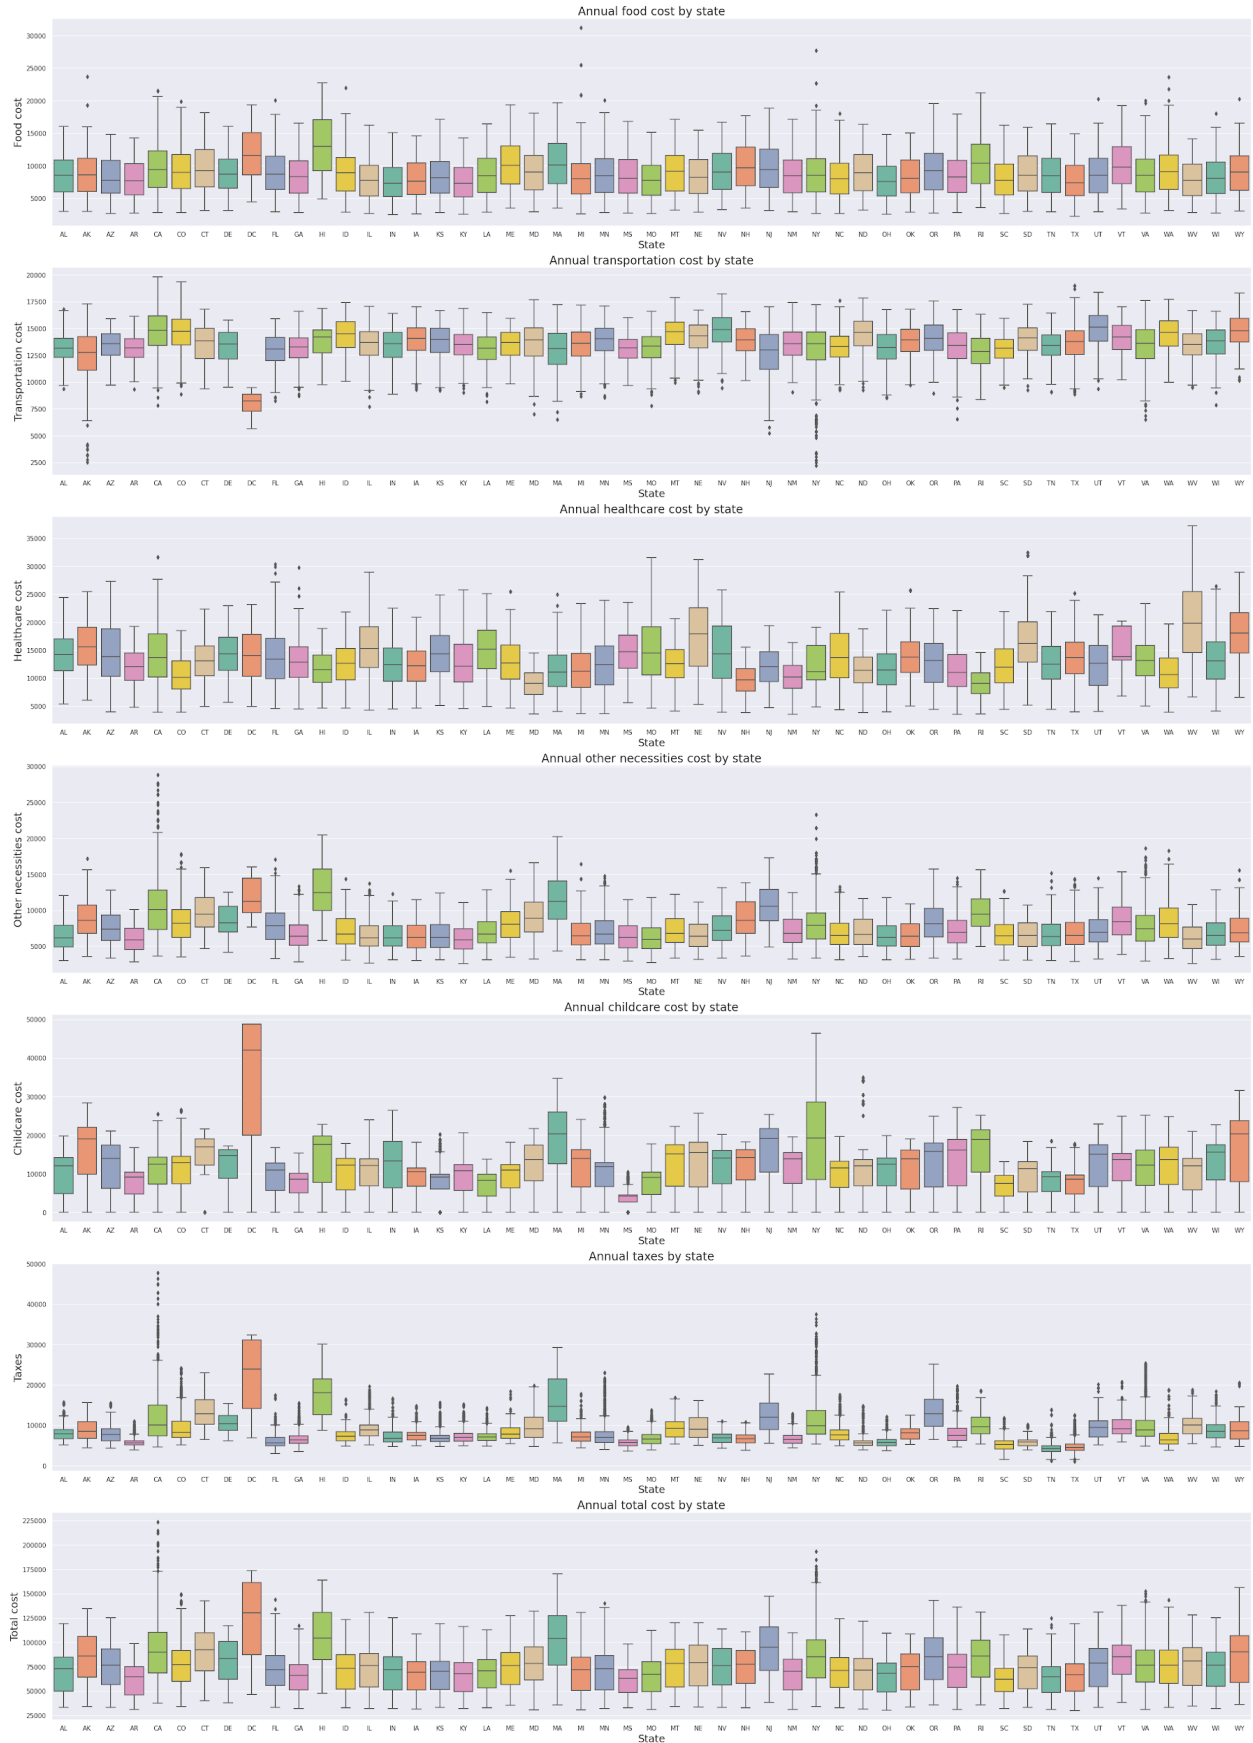 Annual food cost by state
Food cost
30000
25000
20000
15000
10000
5000
AL AK AZ AR CA CO CT DE DC FL GA HI ID IL IN IA KS KY LA ME MD MA MI MN MS MO MT NE NV NH NJ NM NY NC ND OH OK OR PA RI SC SD TN TX UT VT VA WA WV WI WY
State
Annual transportation cost by state
Transportation cost
20000
17500
15000
12500
10000
7500
5000
2500
AL AK AZ AR CA CO CT DE DC FL GA HI ID IL IN IA KS KY LA ME MD MA MI MN MS MO MT NE NV NH NJ NM NY NC ND OH OK OR PA RI SC SD TN TX UT VT VA WA WV WI WY
State
Annual healthcare cost by state
Healthcare cost
35000
30000
25000
20000
15000
10000
5000
AL AK AZ AR CA CO CT DE DC FL GA HI ID IL IN IA KS KY LA ME MD MA MI MN MS MO MT NE NV NH NJ NM NY NC ND OH OK OR PA RI SC SD TN TX UT VT VA WA WV WI WY
State
Annual other necessities cost by state
Other necessities cost
30000
25000
20000
15000
10000
5000
AL AK AZ AR CA CO CT DE DC FL GA HI ID IL IN IA KS KY LA ME MD MA MI MN MS MO MT NE NV NH NJ NM NY NC ND OH OK OR PA RI SC SD TN TX UT VT VA WA WV WI WY
State
Annual childcare cost by state
Childcare cost
50000
40000
30000
20000
10000
0
AL AK AZ AR CA CO CT DE DC FL GA HI ID IL IN IA KS KY LA ME MD MA MI MN MS MO MT NE NV NH NJ NM NY NC ND OH OK OR PA RI SC SD TN TX UT VT VA WA WV WI WY
State
Annual taxes by state
Taxes
50000
40000
30000
20000
10000
0
AL AK AZ AR CA CO CT DE DC FL GA HI ID IL IN IA KS KY LA ME MD MA MI MN MS MO MT NE NV NH NJ NM NY NC ND OH OK OR PA RI SC SD TN TX UT VT VA WA WV WI WY
State
Annual total cost by state
Total cost
225000
200000
175000
150000
125000
100000
75000
50000
25000
AL AK AZ AR CA CO CT DE DC FL GA HI ID IL IN IA KS KY LA ME MD MA MI MN MS MO MT NE NV NH NJ NM NY NC ND OH OK OR PA RI SC SD TN TX UT VT VA WA WV WI WY
State